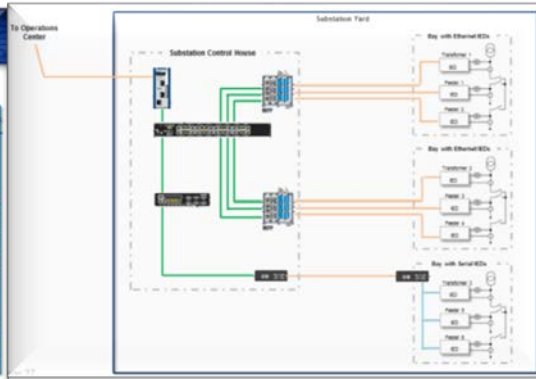 Substation Yard
To Operations
Center
Substation Control House
Bay with Ethernet IEDs
Transformer 1
IED
Feeder 1
IED
Feeder 2
IED
Bay with Ethernet IEDs
Transformer 2
IED
Feeder 3
IED
Feeder 4
IED
Bay with Serial IEDs
Transformer 3
IED
Feeder 5
IED
Feeder 6
IED